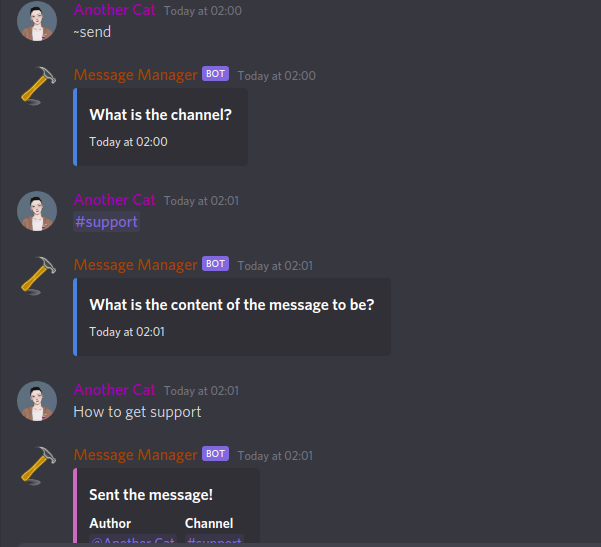 Another Cat Today at 02:00
~send
Message Manager BOT Today at 02:00
What is the channel?
Today at 02:00
Another Cat Today at 02:01
#support
Message Manager BOT Today at 02:01
What is the content of the message to be?
Today at 02:01
Another Cat Today at 02:01
How to get support
Message Manager BOT Today at 02:01
Sent the message!
Author Channel
@Another Cat #support